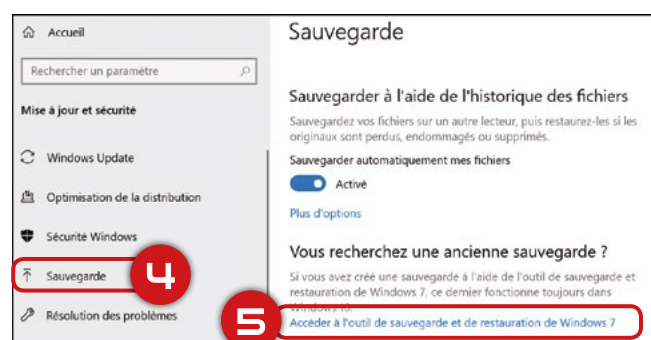 Accueil
Rechercher un paramètre
Mise à jour et sécurité
Windows Update
Optimisation de la distribution
Sécurité Windows
Sauvegarde
4
Résolution des problèmes
Sauvegarde
Sauvegarder à l'aide de l'historique des fichiers
Sauvegardez vos fichiers sur un autre lecteur, puis restaurez-les si les
originaux sont perdus, endommagés ou supprimés.
Sauvegarder automatiquement mes fichiers
Activé
Plus d'options
Vous recherchez une ancienne sauvegarde ?
Si vous avez créé une sauvegarde à l'aide de l'outil de sauvegarde et
restauration de Windows 7, ce dernier fonctionne toujours dans
Windows 10.
5
Accéder à l'outil de sauvegarde et de restauration de Windows 7